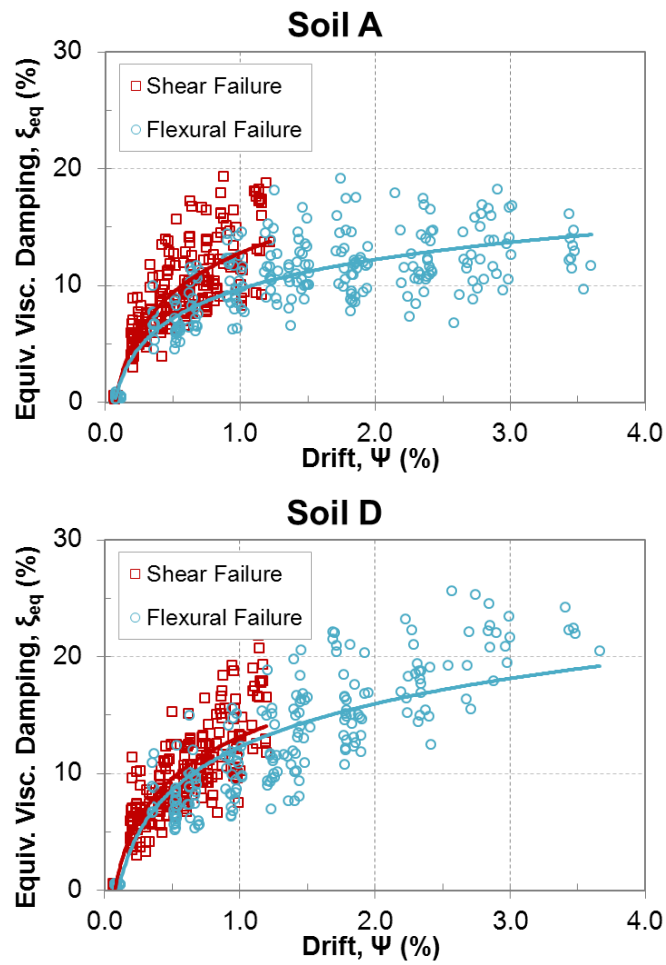 Soil A
Equiv. Visc. Damping, ξeq (%)
30
20
10
0
Shear Failure
Flexural Failure
0.0 1.0 2.0 3.0 4.0
Drift, Ψ (%)
Soil D
Equiv. Visc. Damping, ξeq (%)
30
20
10
0
Shear Failure
Flexural Failure
0.0 1.0 2.0 3.0 4.0
Drift, Ψ (%)